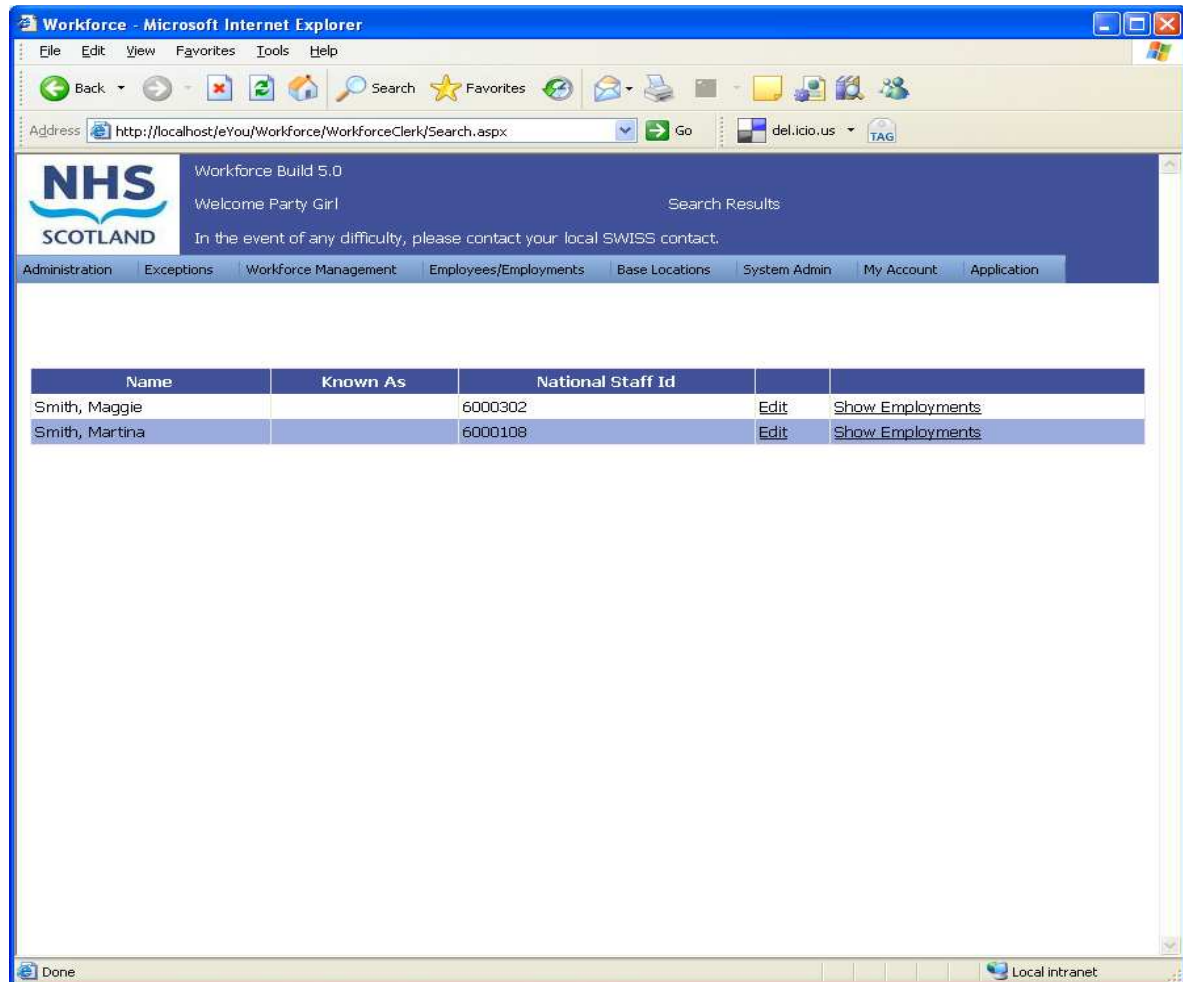 Workforce - Microsoft Internet Explorer
File Edit View Favorites Tools Help
Back Search Favorites
Address http://localhost/eYou/Workforce/WorkforceClerk/Search.aspx Go del.icio.us TAG
NHS
SCOTLAND
Workforce Build 5.0
Welcome Party Girl Search Results
In the event of any difficulty, please contact your local SWISS contact.
Administration Exceptions Workforce Management Employees/Employments Base Locations System Admin My Account Application
Name Known As National Staff Id
Smith, Maggie 6000302 Edit Show Employments
Smith, Martina 6000108 Edit Show Employments
Done Local intranet